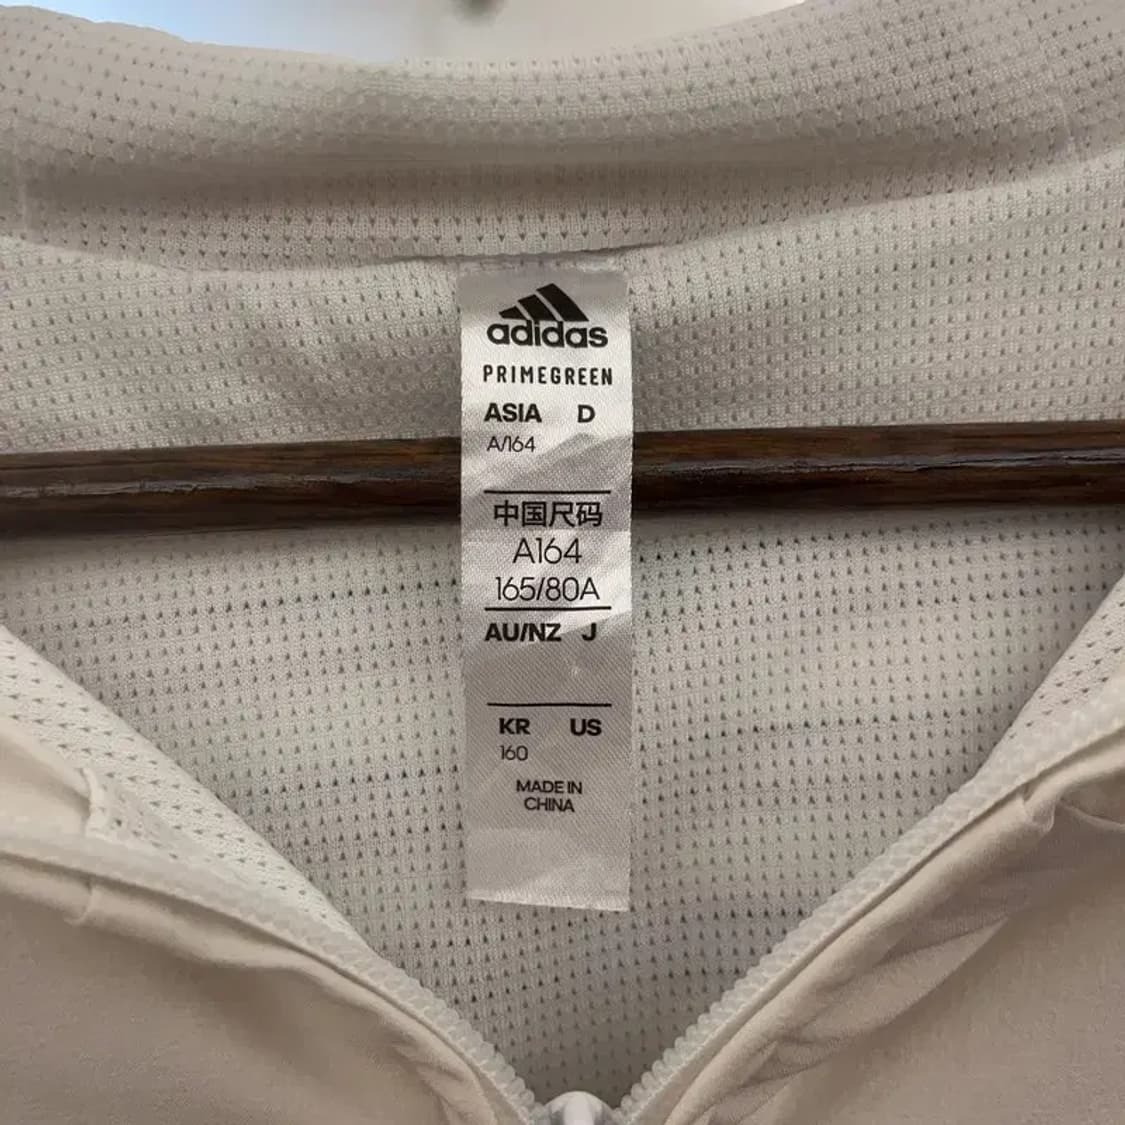 adidas
PRIMEGREEN
ASIA D
A/164
中国尺码
A164
165/80A
AU/NZ J
KR US
160
MADE IN
CHINA